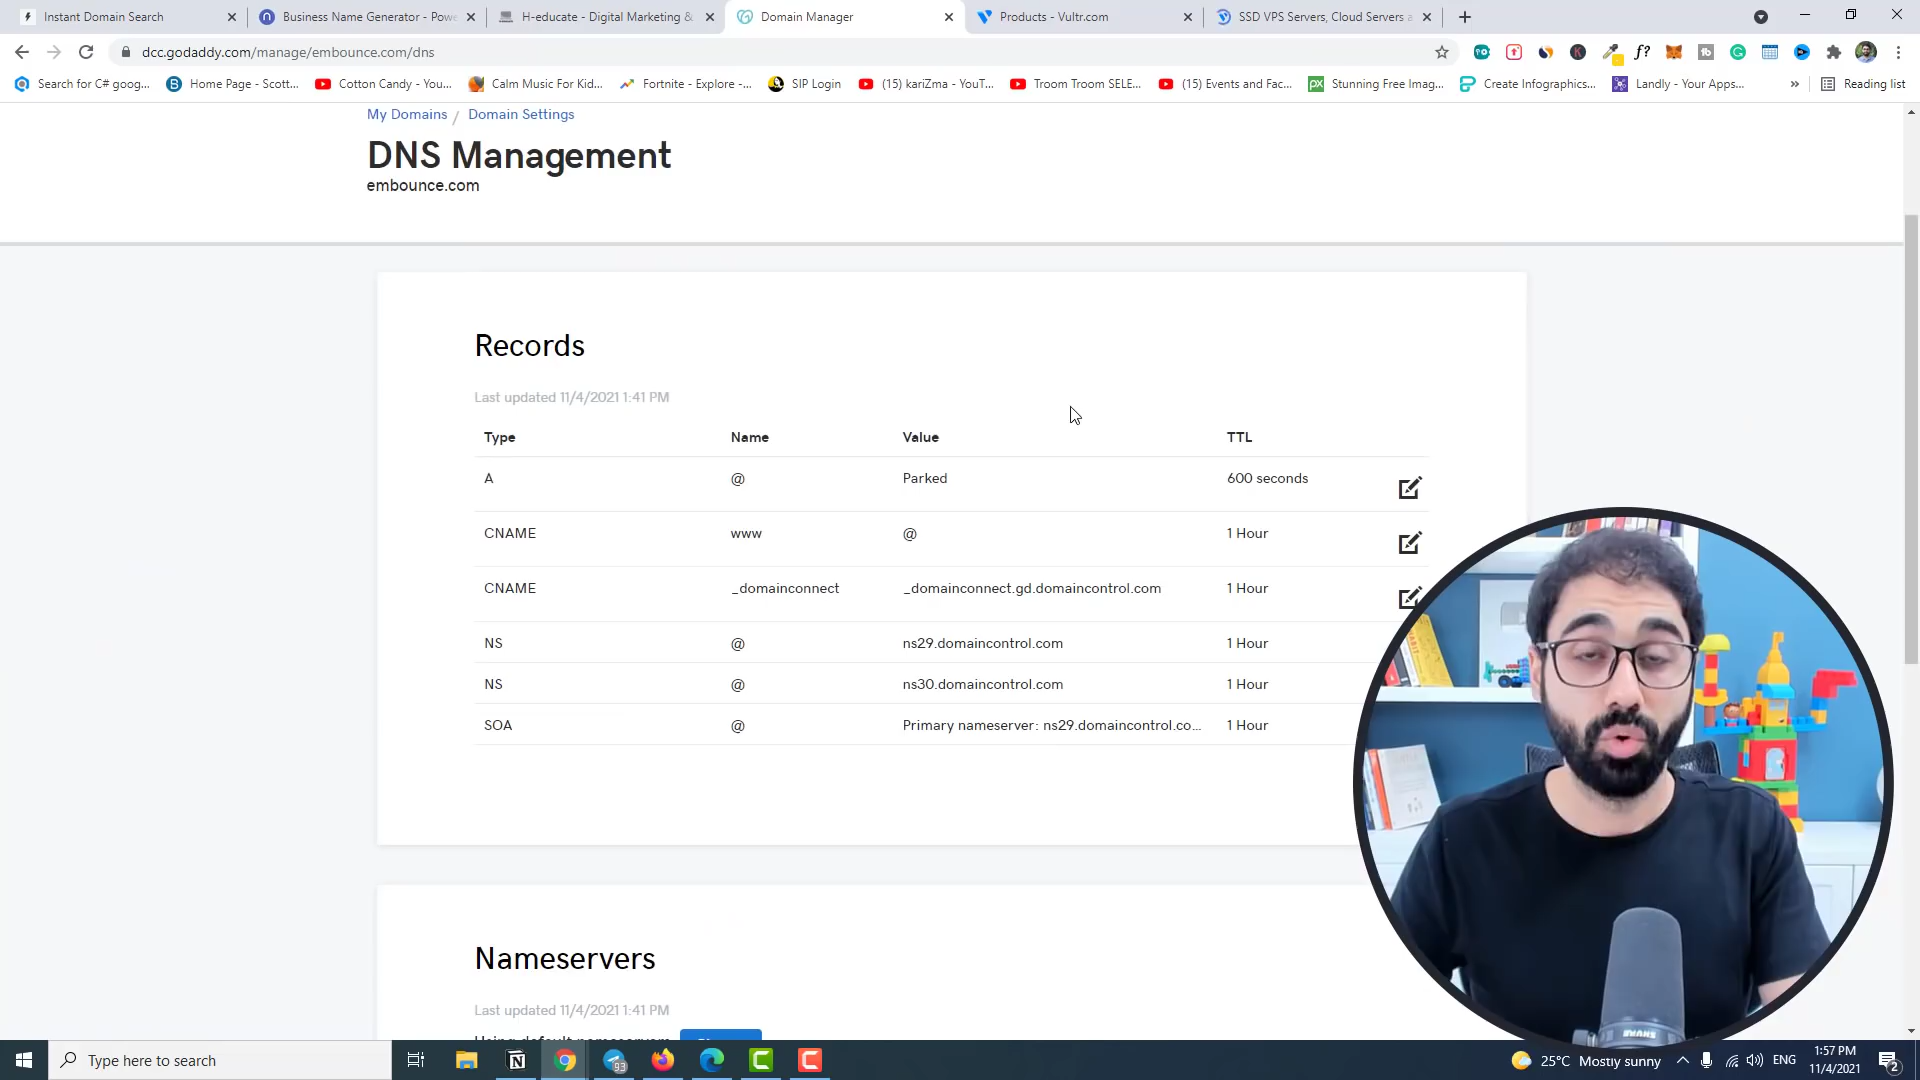 Instant Domain Search
Business Name Generator - Powe
H-educate - Digital Marketing &
Domain Manager
Products - Vultr.com
SSD VPS Servers, Cloud Servers a
dcc.godaddy.com/manage/embounce.com/dns
Search for C# goog...
Home Page - Scott...
Cotton Candy - You...
Calm Music For Kid...
Fortnite - Explore -...
SIP Login
(15) kariZma - YouT...
Troom Troom SELE...
(15) Events and Fac...
Stunning Free Imag...
Create Infographics...
Landly - Your Apps...
»
Reading list
My Domains / Domain Settings
DNS Management
embounce.com
Records
Last updated 11/4/2021 1:41 PM
Type Name Value TTL
A @ Parked 600 seconds
CNAME www @ 1 Hour
CNAME _domainconnect _domainconnect.gd.domaincontrol.com 1 Hour
NS @ ns29.domaincontrol.com 1 Hour
NS @ ns30.domaincontrol.com 1 Hour
SOA @ Primary nameserver: ns29.domaincontrol.co... 1 Hour
Nameservers
Last updated 11/4/2021 1:41 PM
Type here to search
93
25°C Mostly sunny
ENG
1:57 PM
11/4/2021
2